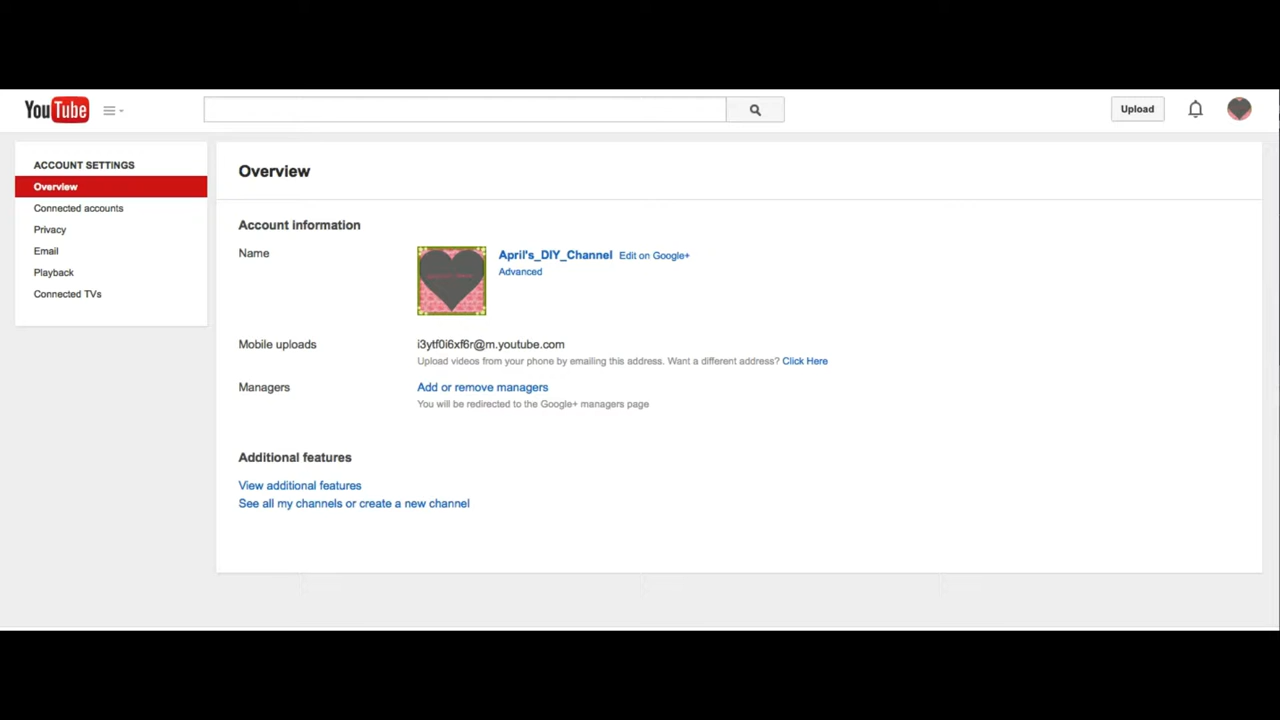 YouTube
Upload
ACCOUNT SETTINGS
Overview
Connected accounts
Privacy
Email
Playback
Connected TVs
Overview
Account information
Name
April's_DIY_Channel Edit on Google+
Advanced
Mobile uploads
i3ytf0i6xf6r@m.youtube.com
Upload videos from your phone by emailing this address. Want a different address? Click Here
Managers
Add or remove managers
You will be redirected to the Google+ managers page
Additional features
View additional features
See all my channels or create a new channel